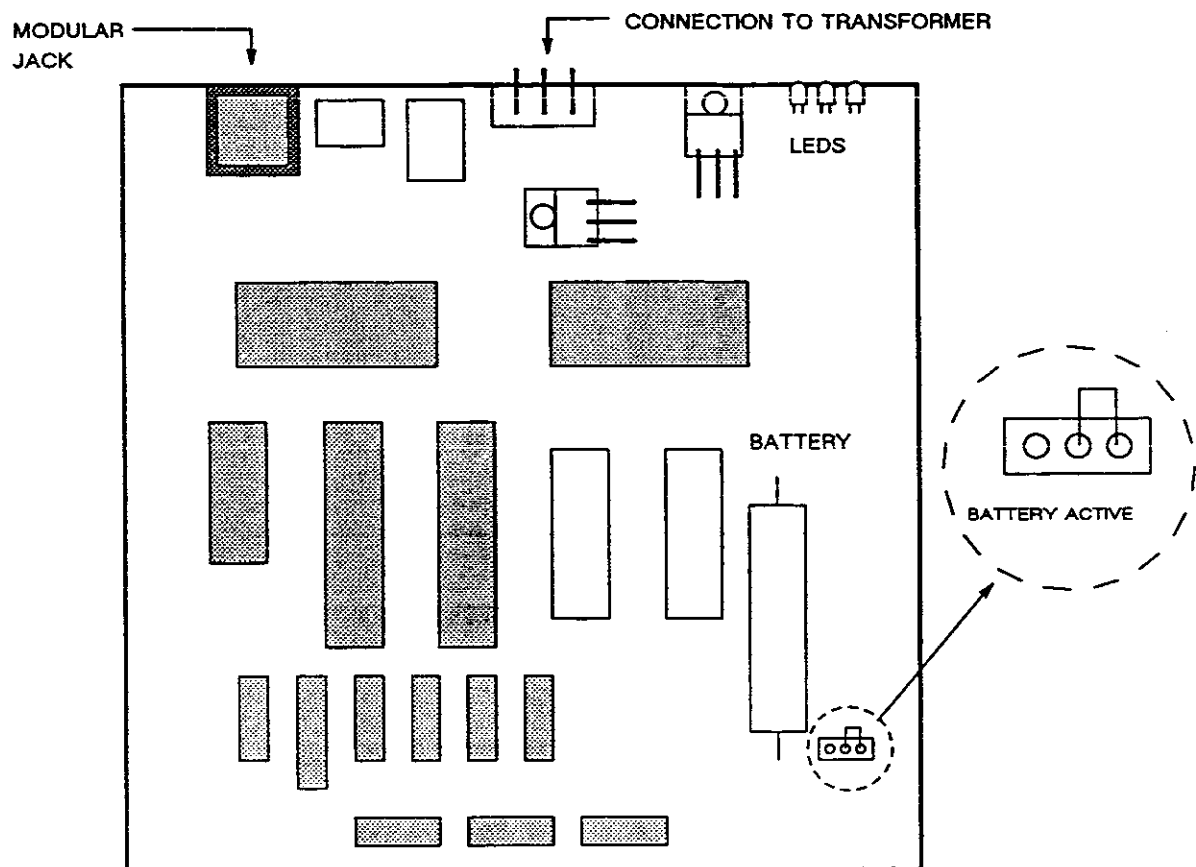 MODULAR
JACK
CONNECTION TO TRANSFORMER
LEDS
BATTERY
BATTERY ACTIVE